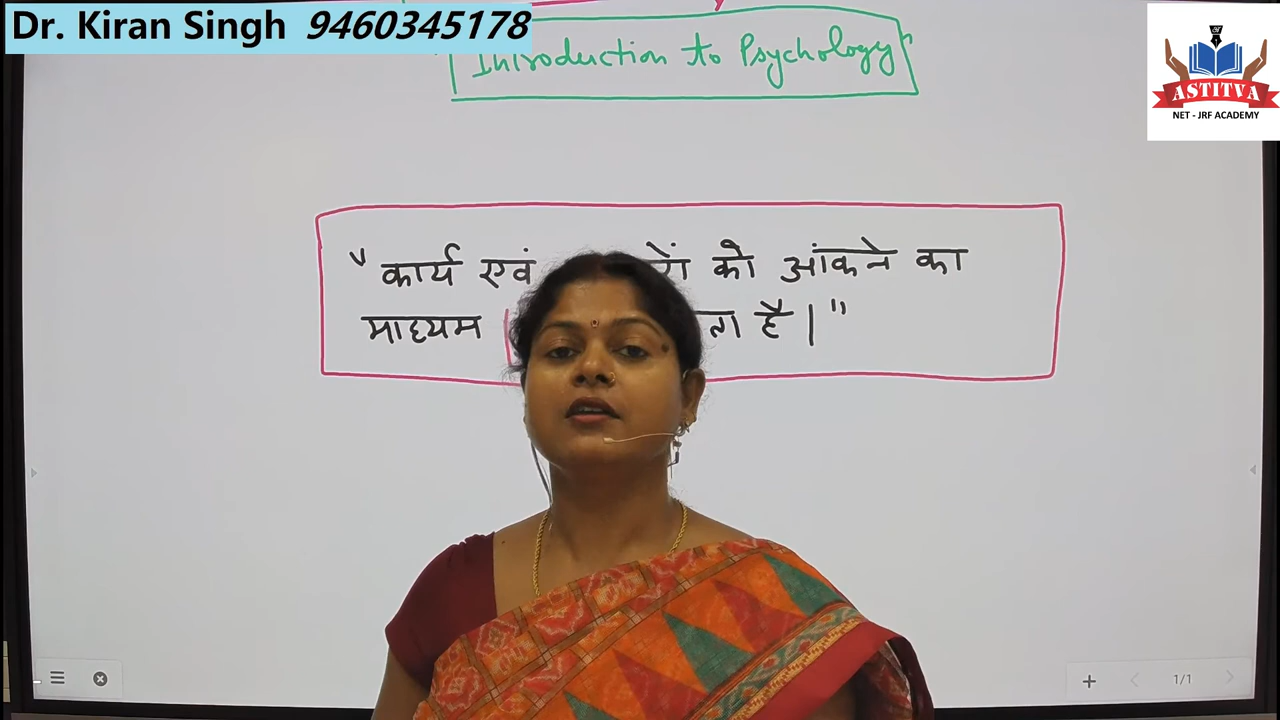 Dr. Kiran Singh 9460345178
Introduction to Psychology
ASTITVA
NET - JRF ACADEMY
"कार्य एवं को आंकने का
माध्यम है।"
1/1